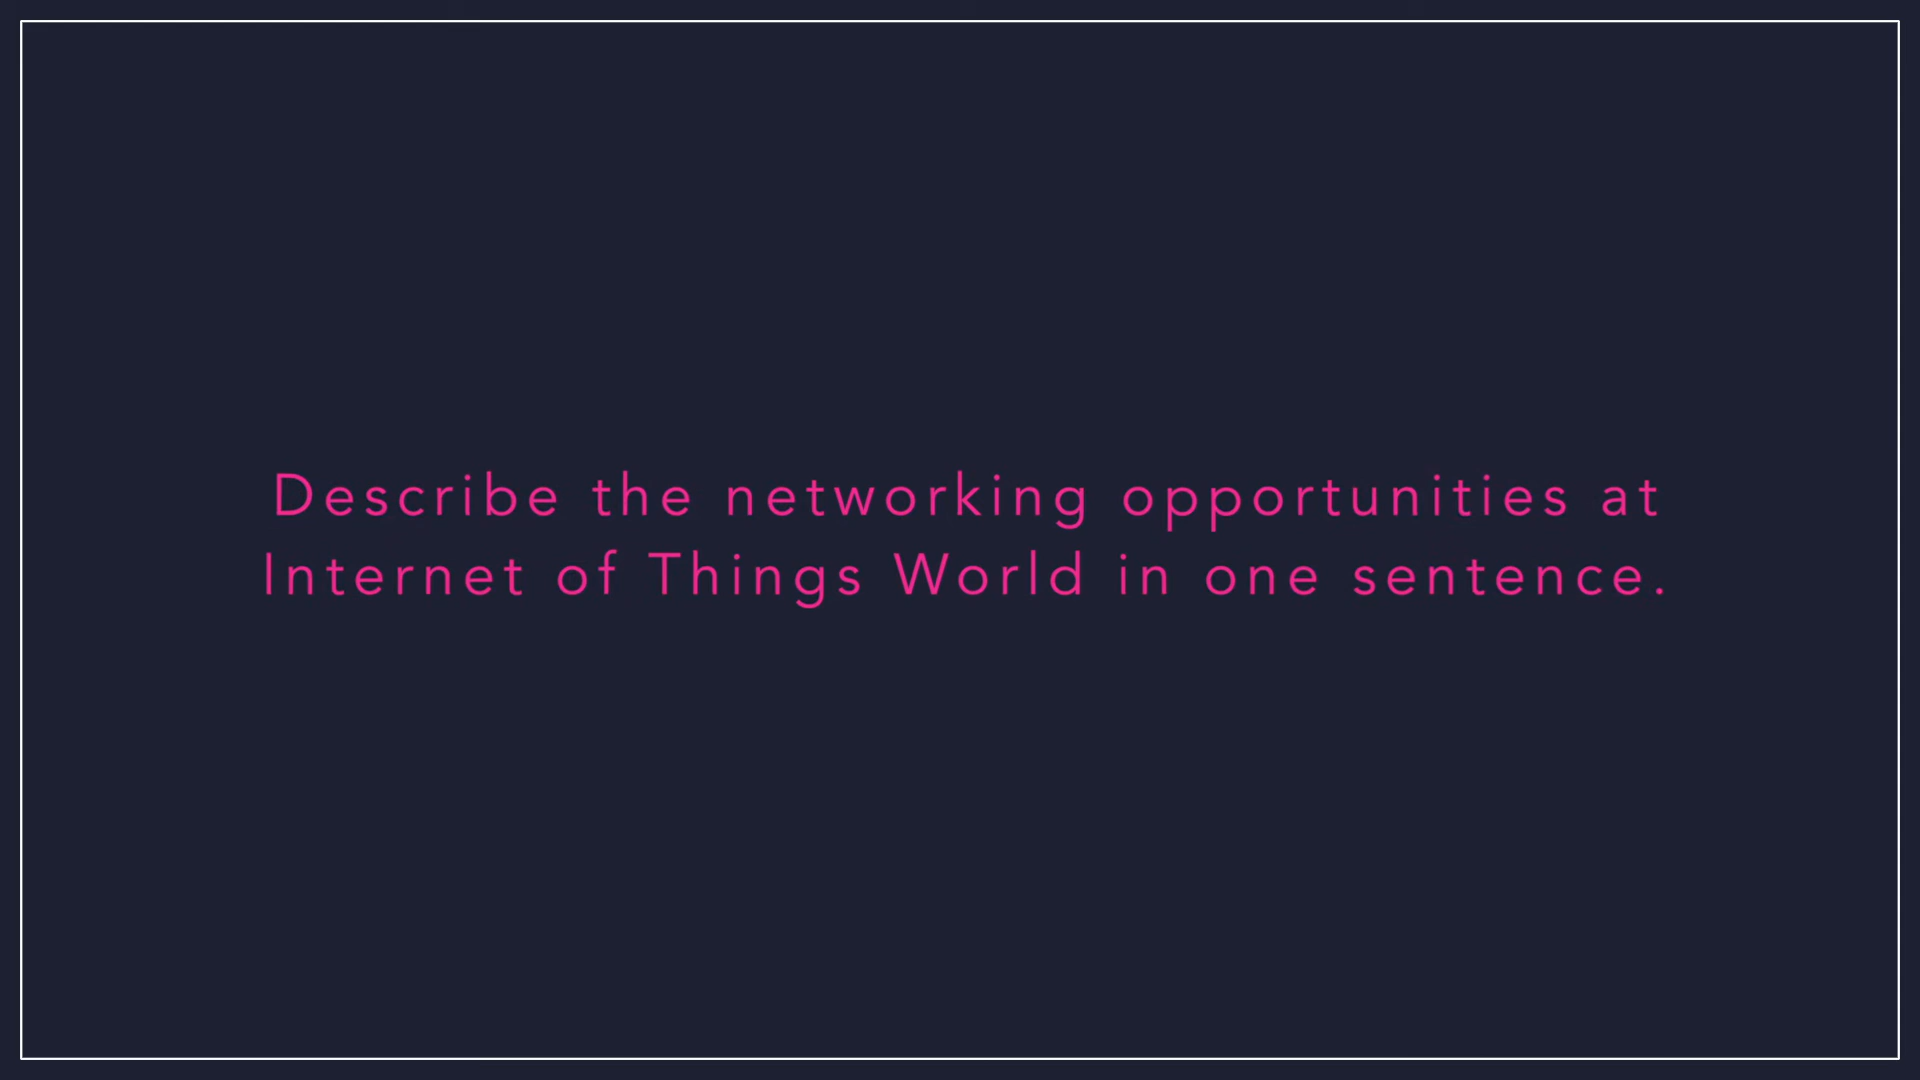 Describe the networking opportunities at
Internet of Things World in one sentence.